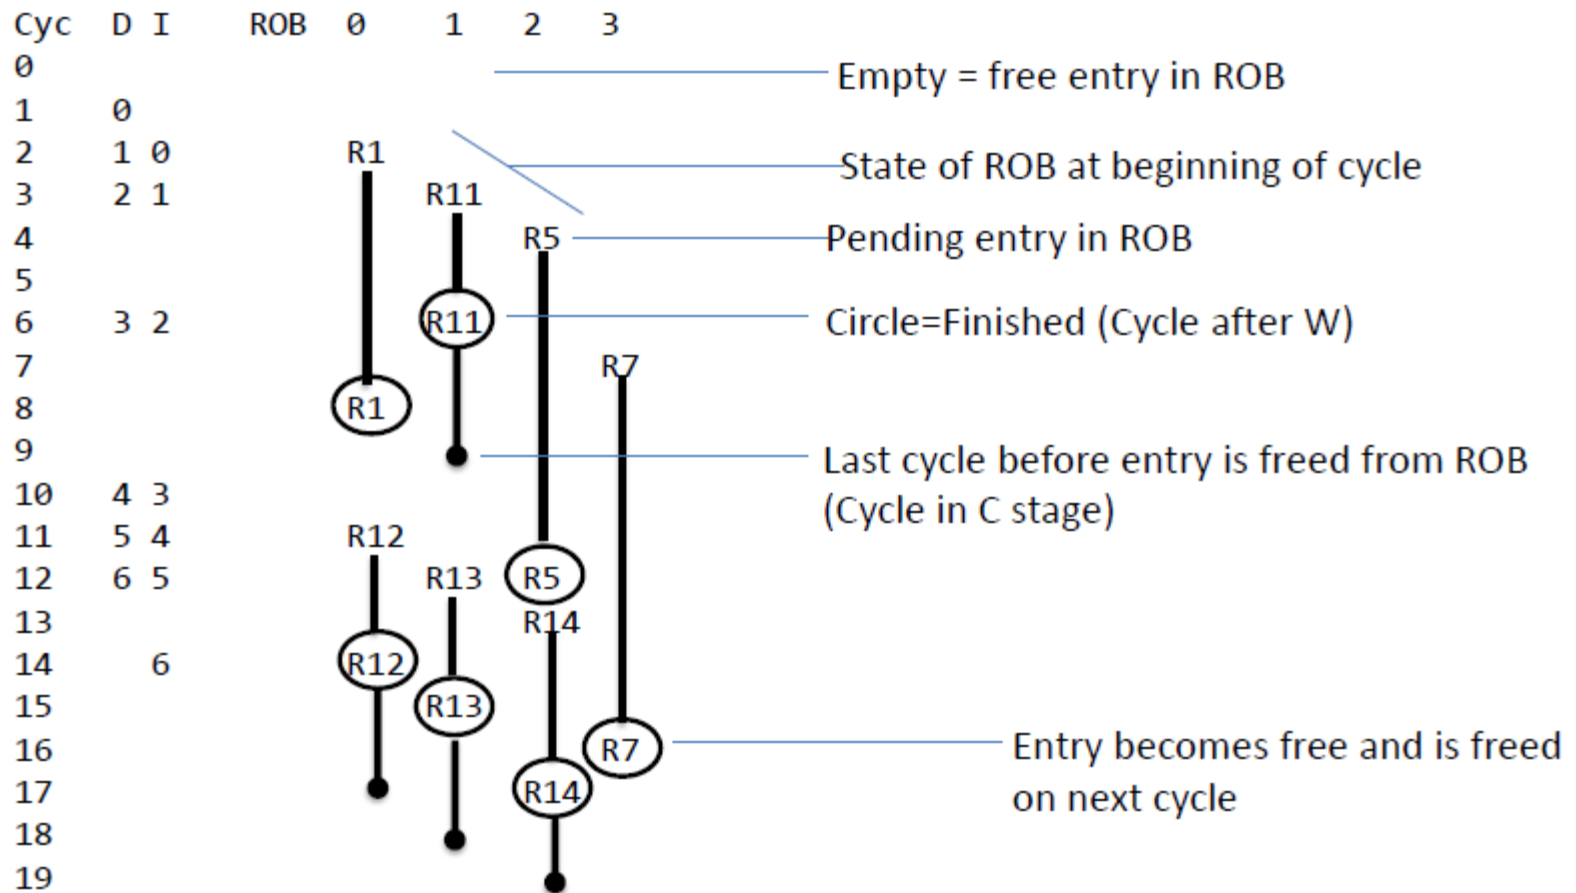 Cyc D I ROB 0 1 2 3
0
Empty = free entry in ROB
1 0
2 1 0 R1
State of ROB at beginning of cycle
3 2 1 R11
4 R5
Pending entry in ROB
5
6 3 2 R11
Circle=Finished (Cycle after W)
7 R7
8 R1
9
Last cycle before entry is freed from ROB
(Cycle in C stage)
10 4 3
11 5 4 R12
12 6 5 R13 R5
13 R14
14 6 R12
15 R13
16 R7
Entry becomes free and is freed
on next cycle
17 R14
18
19